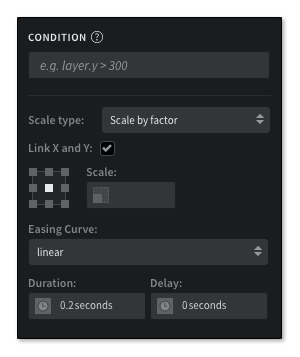 CONDITION ?
e.g. layer.y > 300
Scale type: Scale by factor
Link X and Y:
Scale:
Easing Curve:
linear
Duration: Delay:
0.2 seconds 0 seconds